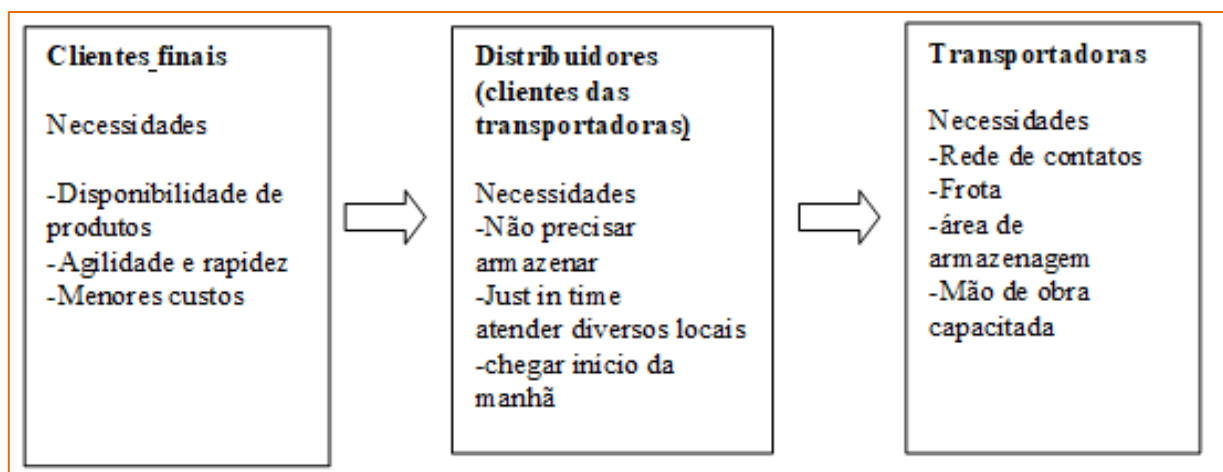 Clientes finais
Necessidades
-Disponibilidade de
produtos
-Agilidade e rapidez
-Menores custos
Distribuidores
(clientes das
transportadoras)
Necessidades
-Não precisar
armazenar
-Just in time
atender diversos locais
-chegar inicio da
manhã
Transportadoras
Necessidades
-Rede de contatos
-Frota
-área de
armazenagem
-Mão de obra
capacitada